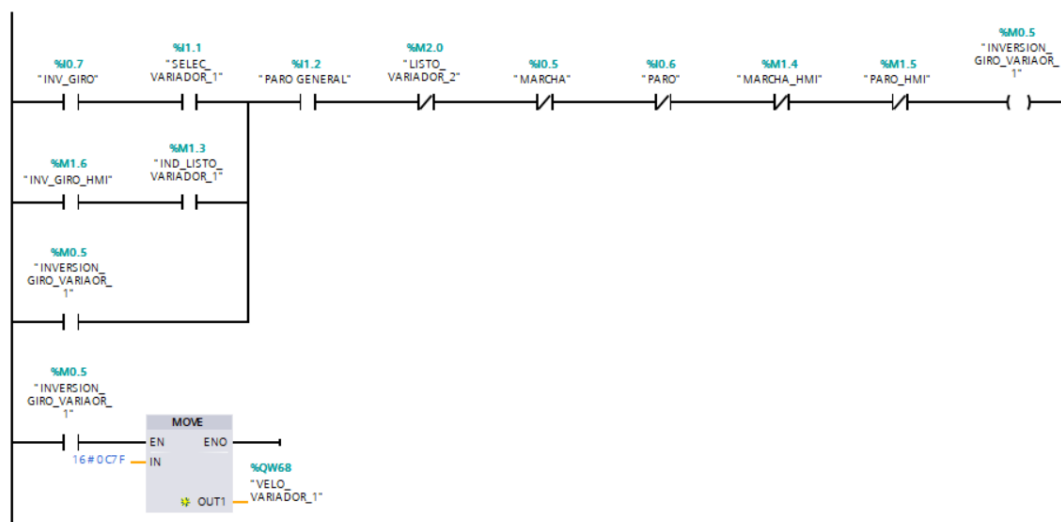 %I0.7
"INV_GIRO"
%I1.1
"SELEC_
VARIADOR_1"
%I1.2
"PARO GENERAL"
%M2.0
"LISTO_
VARIADOR_2"
%I0.5
"MARCHA"
%I0.6
"PARO"
%M1.4
"MARCHA_HMI"
%M1.5
"PARO_HMI"
%M0.5
"INVERSION_
GIRO_VARIAOR_
1"
%M1.6
"INV_GIRO_HMI"
%M1.3
"IND_LISTO_
VARIADOR_1"
%M0.5
"INVERSION_
GIRO_VARIAOR_
1"
%M0.5
"INVERSION_
GIRO_VARIAOR_
1"
MOVE
EN ENO
16#0C7F IN
%QW68
"VELO_
OUT1 VARIADOR_1"